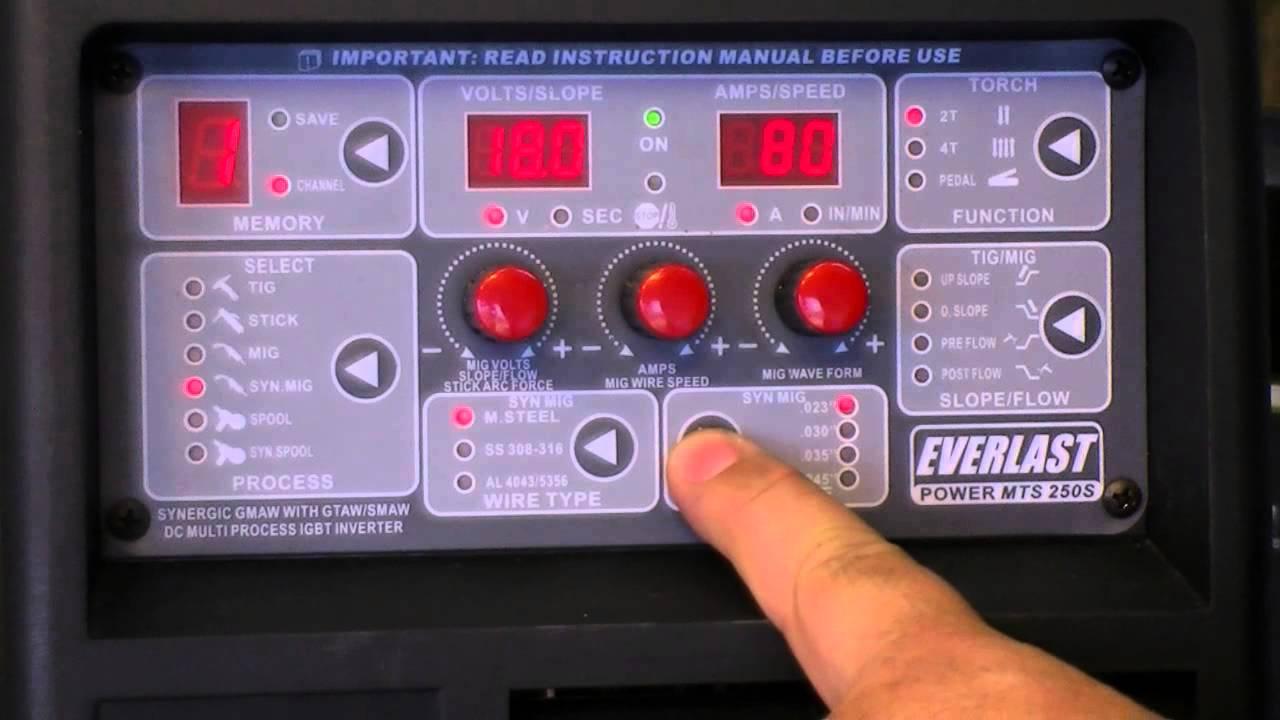 IMPORTANT: READ INSTRUCTION MANUAL BEFORE USE
1
SAVE
CHANNEL
MEMORY
VOLTS/SLOPE
AMPS/SPEED
18.0
ON
80
V
SEC
STOP
A
IN/MIN
TORCH
2T
4T
PEDAL
FUNCTION
SELECT
TIG
STICK
MIG
SYN.MIG
SPOOL
SYN.SPOOL
PROCESS
MIG VOLTS
SLOPE/FLOW
STICK ARC FORCE
AMPS
MIG WIRE SPEED
MIG WAVE FORM
TIG/MIG
UP SLOPE
D. SLOPE
PRE FLOW
POST FLOW
SLOPE/FLOW
SYN MIG
M.STEEL
SS 308-316
AL 4043/5356
WIRE TYPE
SYN MIG
.023"
.030"
.035"
EVERLAST
POWER MTS 250S
SYNERGIC GMAW WITH GTAW/SMAW
DC MULTI PROCESS IGBT INVERTER